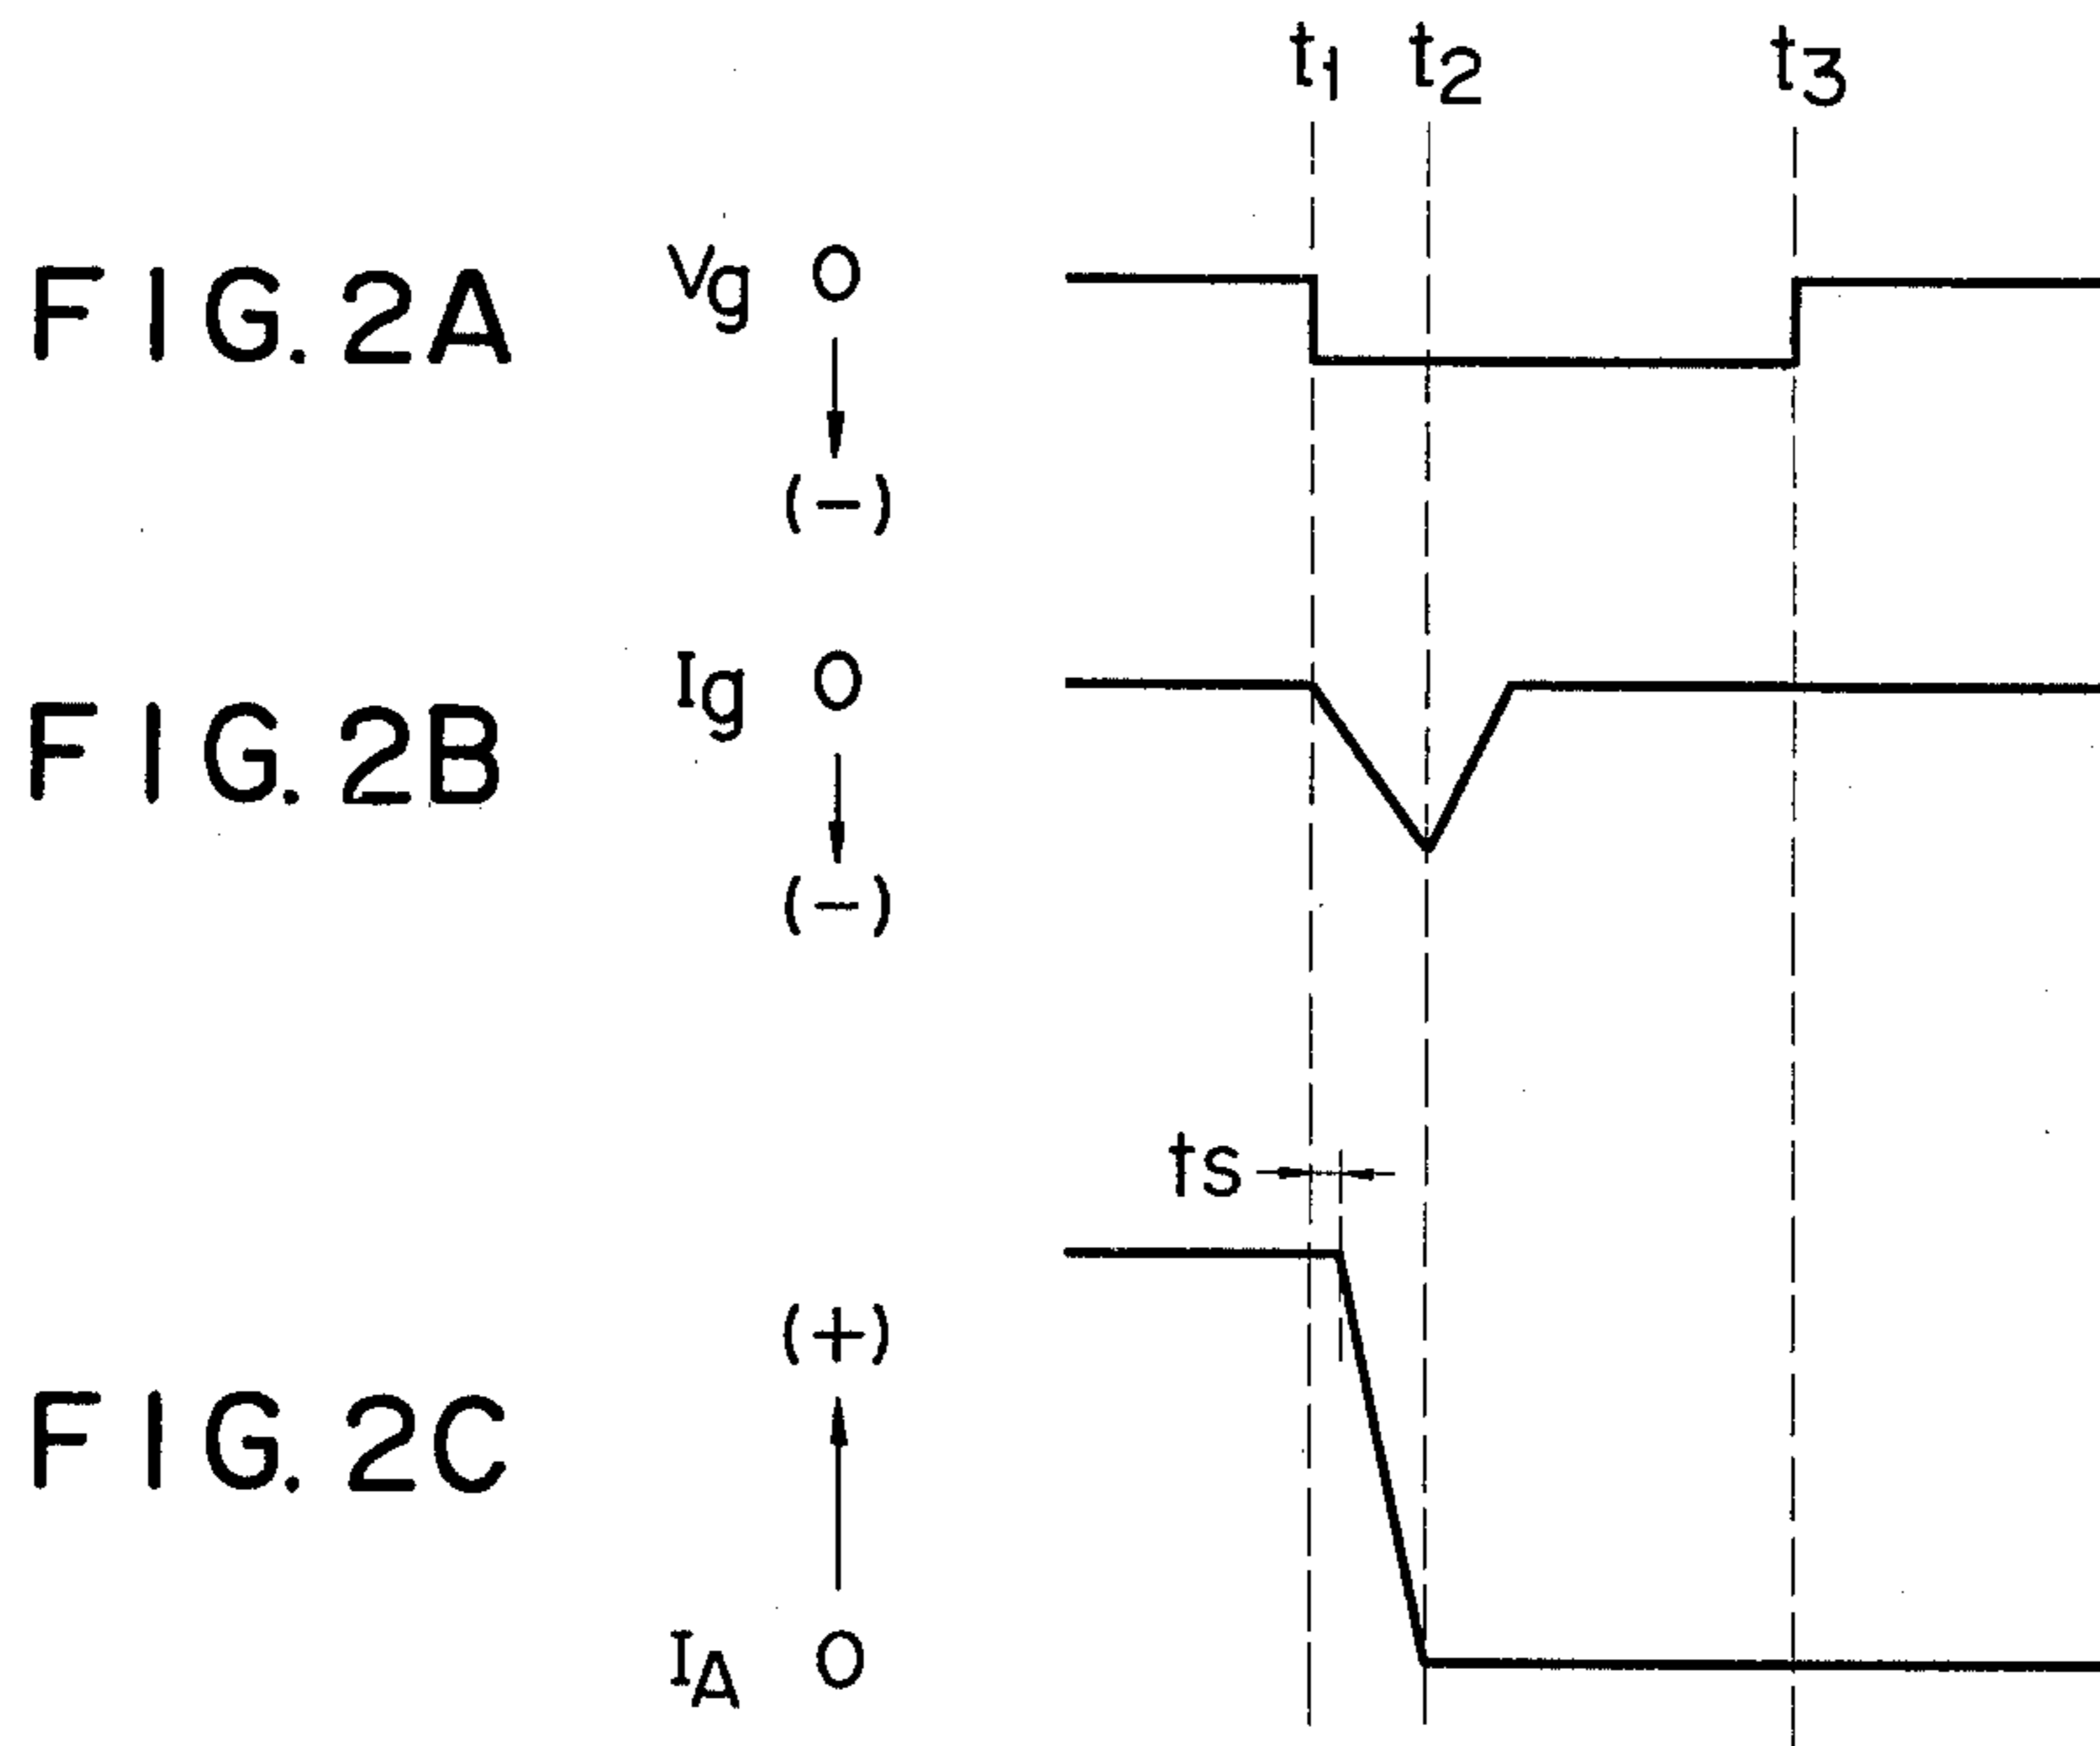 t1 t2 t3
FIG. 2A
Vg 0
(-)
FIG. 2B
Ig 0
(-)
ts
FIG. 2C
(+)
IA 0